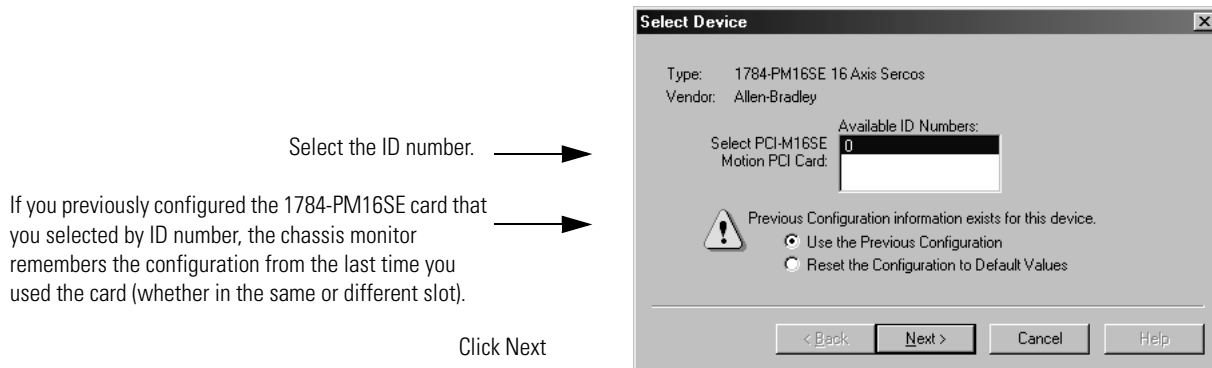 Select the ID number.
If you previously configured the 1784-PM16SE card that
you selected by ID number, the chassis monitor
remembers the configuration from the last time you
used the card (whether in the same or different slot).
Click Next
Select Device
Type: 1784-PM16SE 16 Axis Sercos
Vendor: Allen-Bradley
Available ID Numbers:
Select PCI-M16SE
Motion PCI Card:
0
Previous Configuration information exists for this device.
Use the Previous Configuration
Reset the Configuration to Default Values
< Back
Next >
Cancel
Help